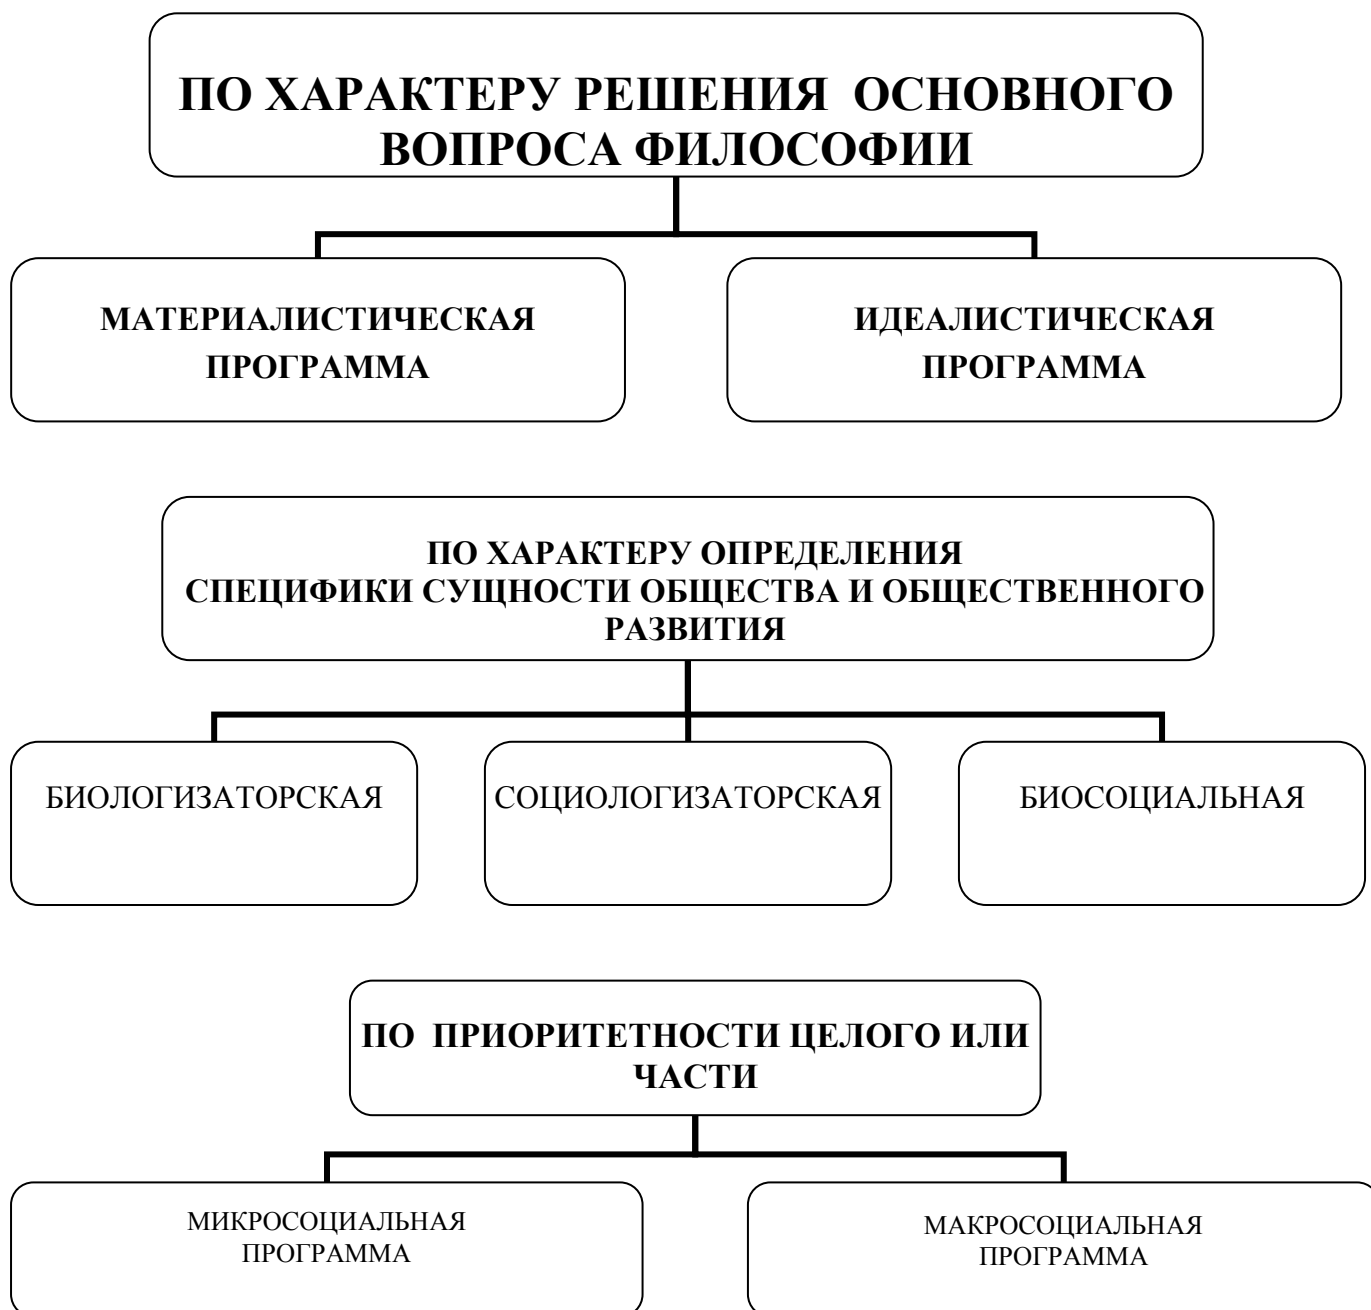 ПО ХАРАКТЕРУ РЕШЕНИЯ ОСНОВНОГО
ВОПРОСА ФИЛОСОФИИ
МАТЕРИАЛИСТИЧЕСКАЯ
ПРОГРАММА
ИДЕАЛИСТИЧЕСКАЯ
ПРОГРАММА
ПО ХАРАКТЕРУ ОПРЕДЕЛЕНИЯ
СПЕЦИФИКИ СУЩНОСТИ ОБЩЕСТВА И ОБЩЕСТВЕННОГО
РАЗВИТИЯ
БИОЛОГИЗАТОРСКАЯ
СОЦИОЛОГИЗАТОРСКАЯ
БИОСОЦИАЛЬНАЯ
ПО ПРИОРИТЕТНОСТИ ЦЕЛОГО ИЛИ
ЧАСТИ
МИКРОСОЦИАЛЬНАЯ
ПРОГРАММА
МАКРОСОЦИАЛЬНАЯ
ПРОГРАММА